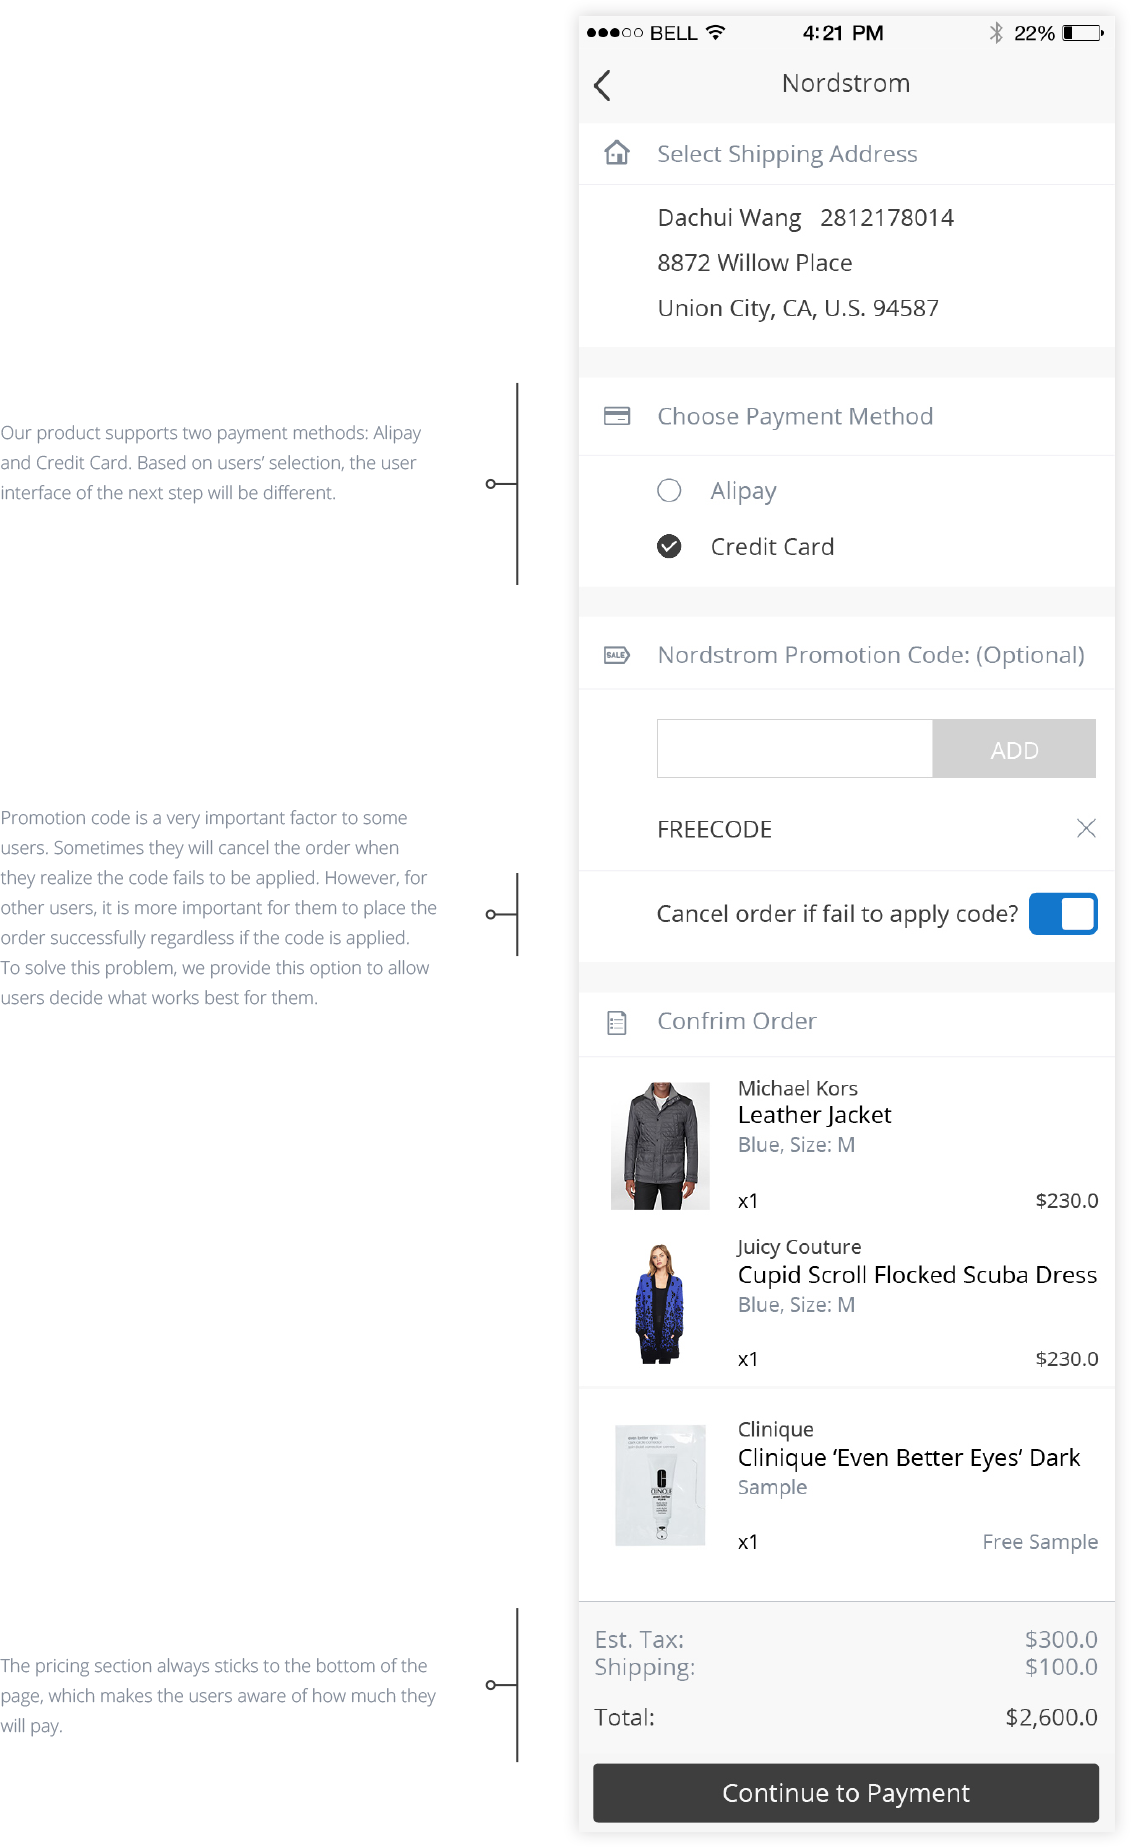 BELL 4:21 PM 22%
Nordstrom
Select Shipping Address
Dachui Wang 2812178014
8872 Willow Place
Union City, CA, U.S. 94587
Our product supports two payment methods: Alipay
and Credit Card. Based on users’ selection, the user
interface of the next step will be different.
Choose Payment Method
Alipay
Credit Card
SALE Nordstrom Promotion Code: (Optional)
ADD
FREECODE
Promotion code is a very important factor to some
users. Sometimes they will cancel the order when
they realize the code fails to be applied. However, for
other users, it is more important for them to place the
order successfully regardless if the code is applied.
To solve this problem, we provide this option to allow
users decide what works best for them.
Cancel order if fail to apply code?
Confrim Order
Michael Kors
Leather Jacket
Blue, Size: M
x1 $230.0
Juicy Couture
Cupid Scroll Flocked Scuba Dress
Blue, Size: M
x1 $230.0
Clinique
Clinique ‘Even Better Eyes’ Dark
Sample
x1 Free Sample
even better eyes
CLINIQUE
The pricing section always sticks to the bottom of the
page, which makes the users aware of how much they
will pay.
Est. Tax: $300.0
Shipping: $100.0
Total: $2,600.0
Continue to Payment